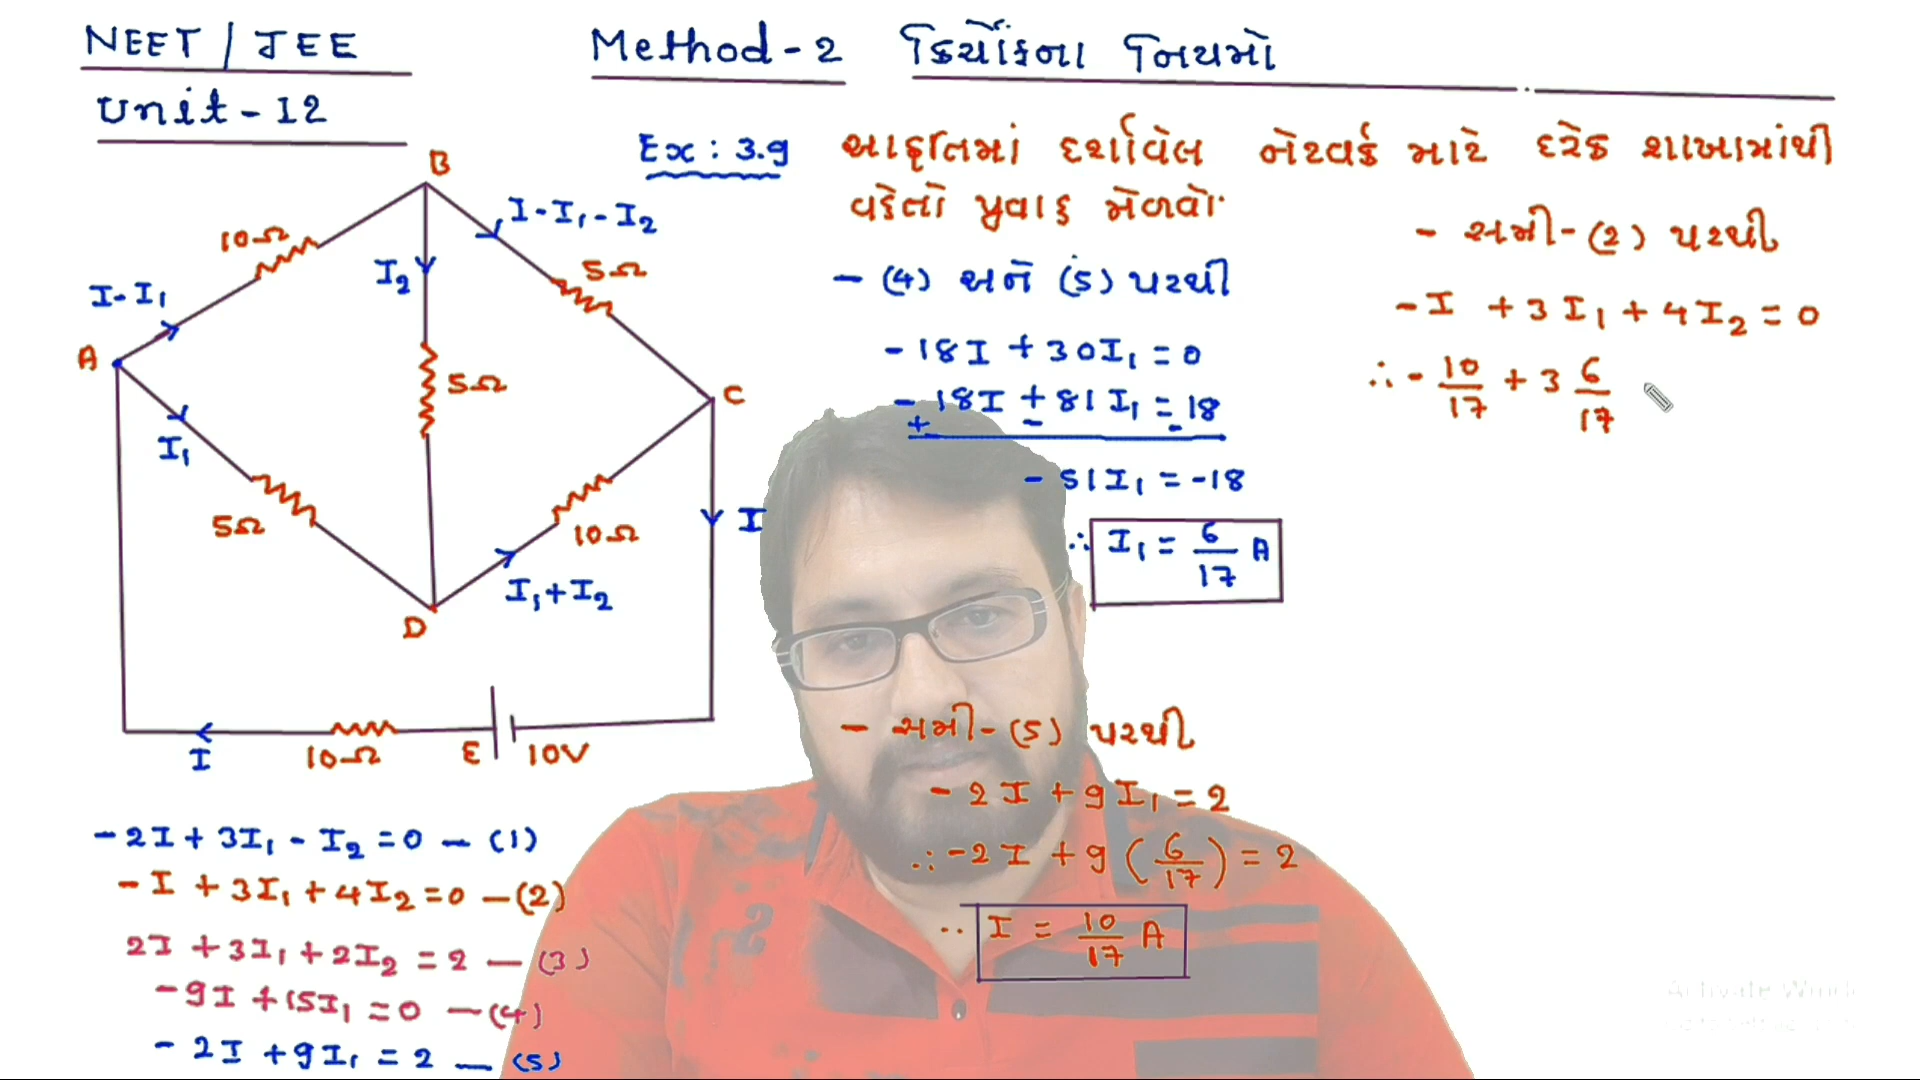 NEET / JEE
Unit - 12
Method - 2 કિર્ચોફના નિયમો
Ex : 3.9 આકૃતિમાં દર્શાવેલ નેટવર્ક માટે દરેક શાખામાંથી
વહેતો પ્રવાહ મેળવો.
B
I-I₁-I₂
10Ω
I₂
5Ω
I-I₁
A
5Ω
C
I₁
5Ω
10Ω
I
I₁+I₂
D
I
10Ω
E
10V
-2I + 3I₁ - I₂ = 0 — (1)
-I + 3I₁ + 4I₂ = 0 — (2)
2I + 3I₁ + 2I₂ = 2 — (3)
-9I + 15I₁ = 0 — (4)
-2I + 9I₁ = 2 — (5)
- (4) અને (5) પરથી
-18I + 30I₁ = 0
-18I + 81I₁ = 18
+ - -
-51I₁ = -18
∴ I₁ = 6/17 A
- સમી-(5) પરથી
-2I + 9I₁ = 2
∴ -2I + 9(6/17) = 2
∴ I = 10/17 A
- સમી-(2) પરથી
-I + 3I₁ + 4I₂ = 0
∴ -10/17 + 3 6/17